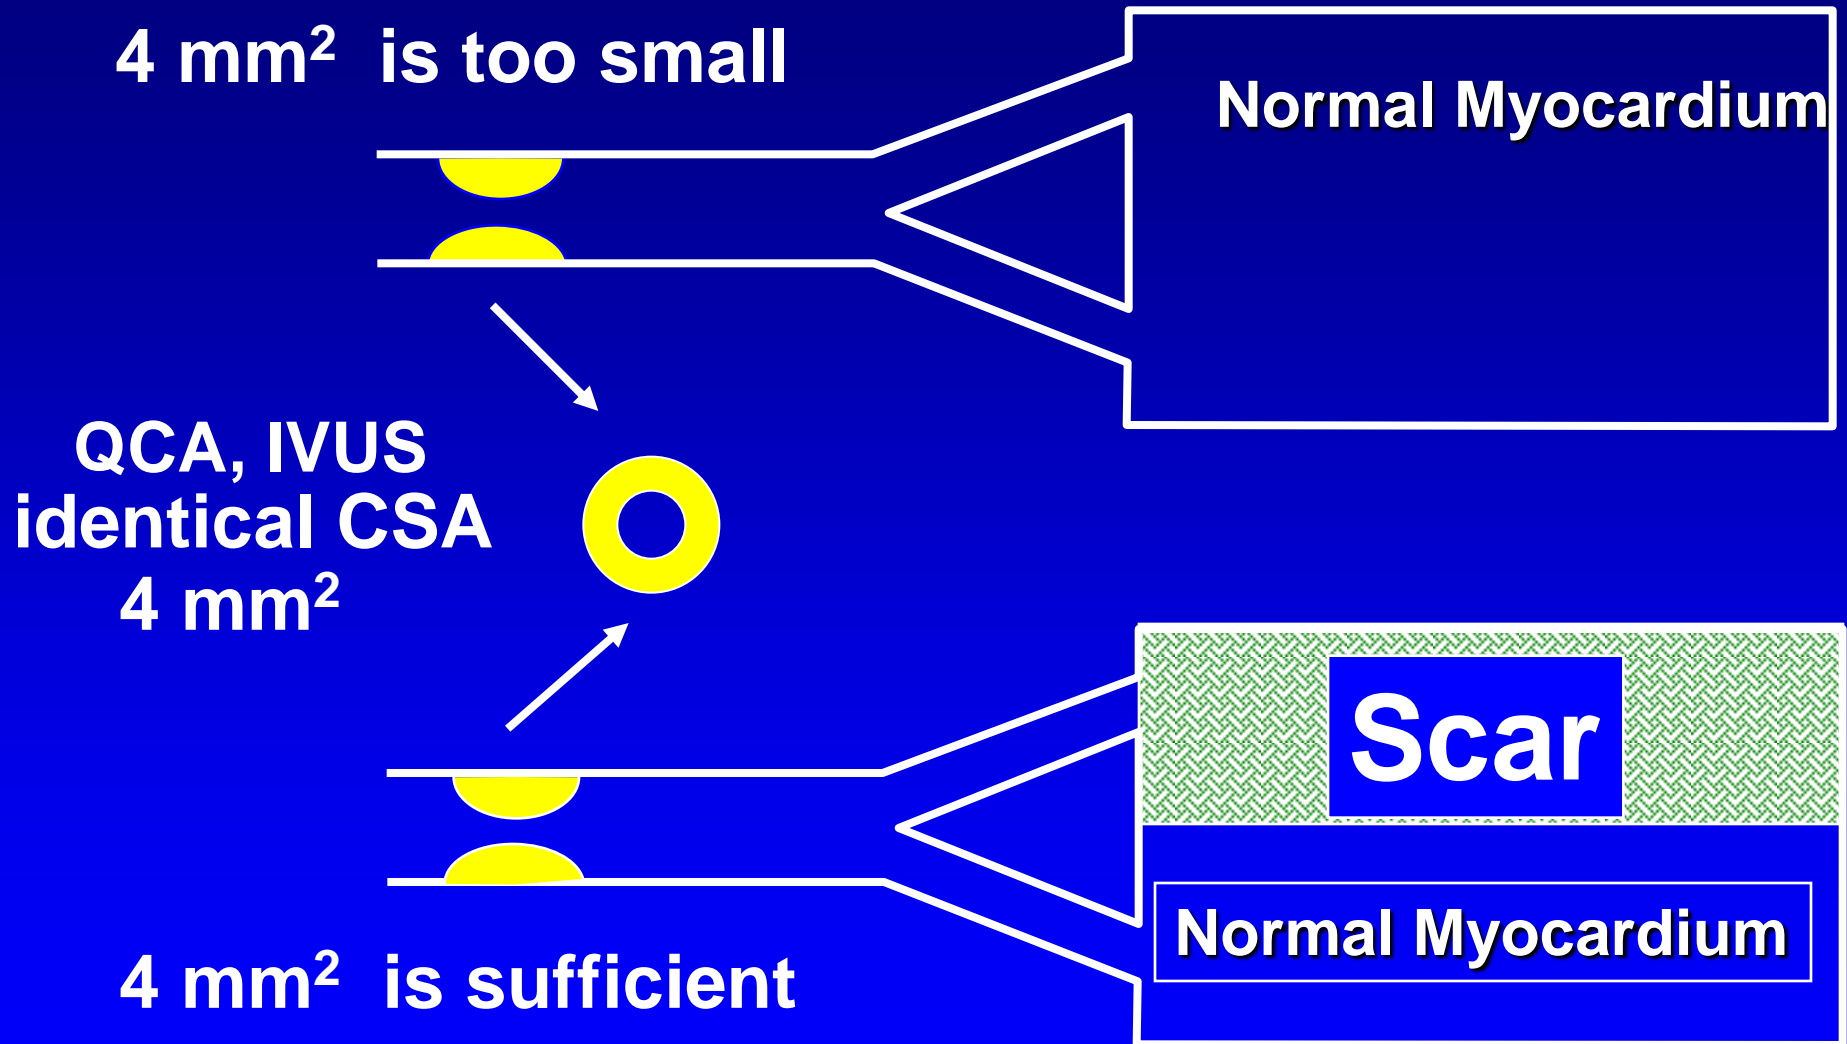 4 mm² is too small
Normal Myocardium
QCA, IVUS
identical CSA
4 mm²
Scar
Normal Myocardium
4 mm² is sufficient